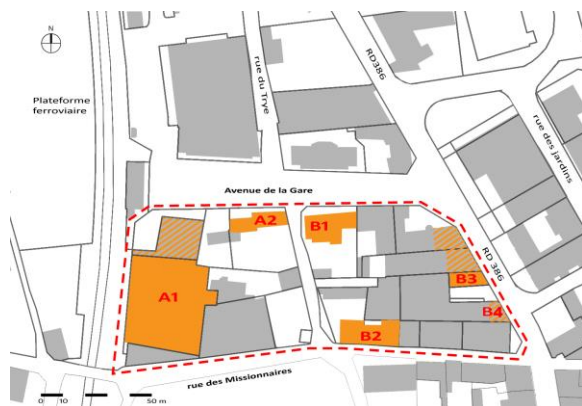 N
Plateforme
ferroviaire
rue du Trye
RD386
rue des jardins
Avenue de la Gare
A2
B1
A1
B3
RD 386
B4
B2
rue des Missionnaires
0 10 50 m